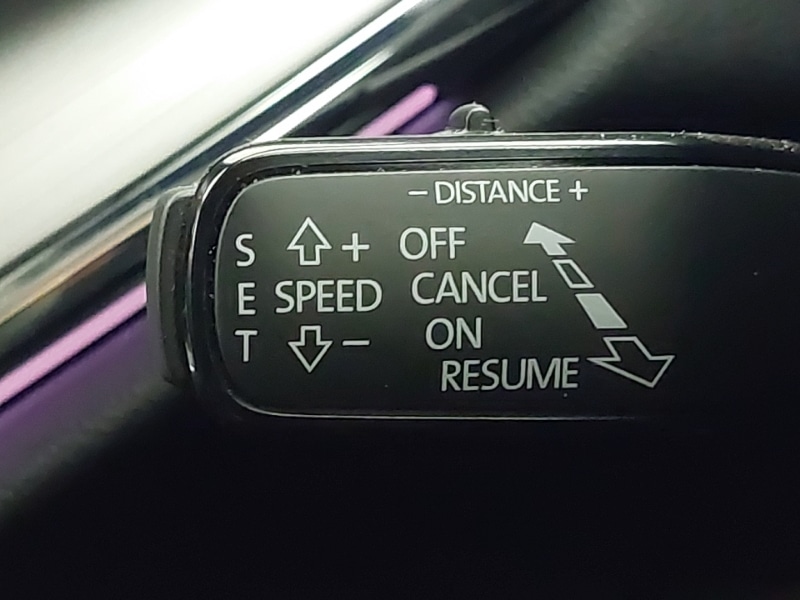 − DISTANCE +
S + OFF
E SPEED CANCEL
T − ON
RESUME